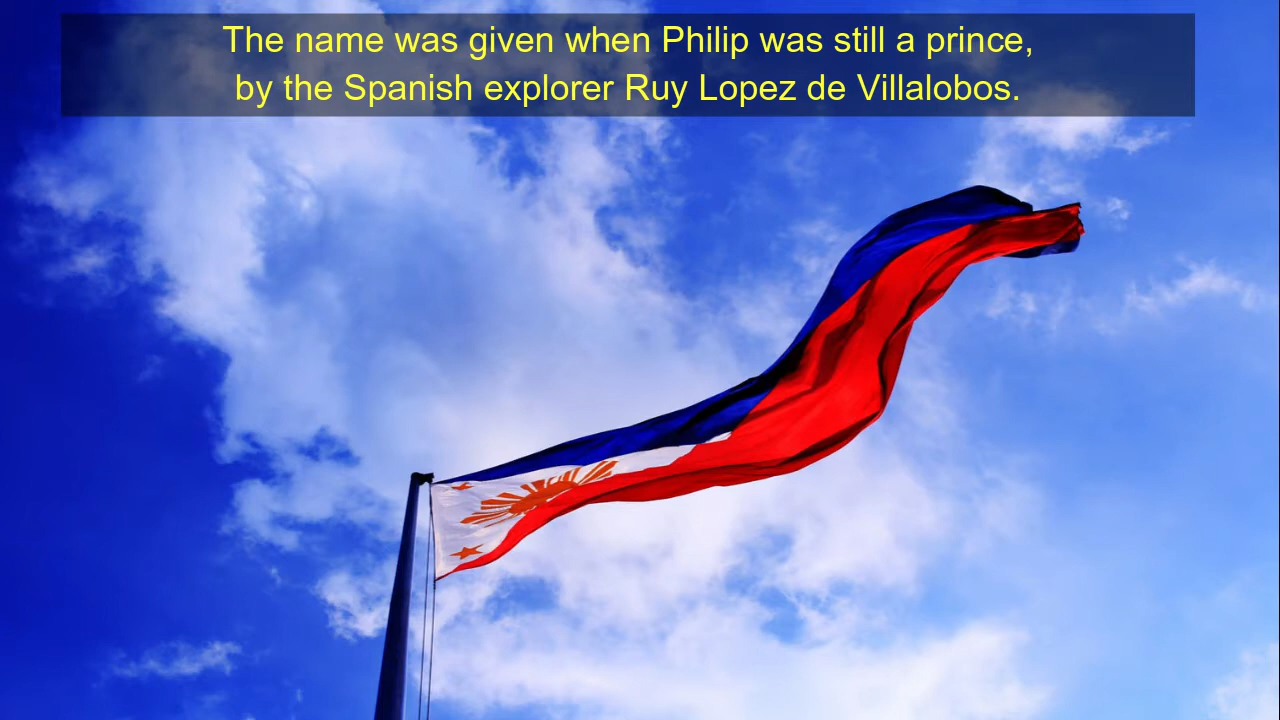 The name was given when Philip was still a prince,
by the Spanish explorer Ruy Lopez de Villalobos.